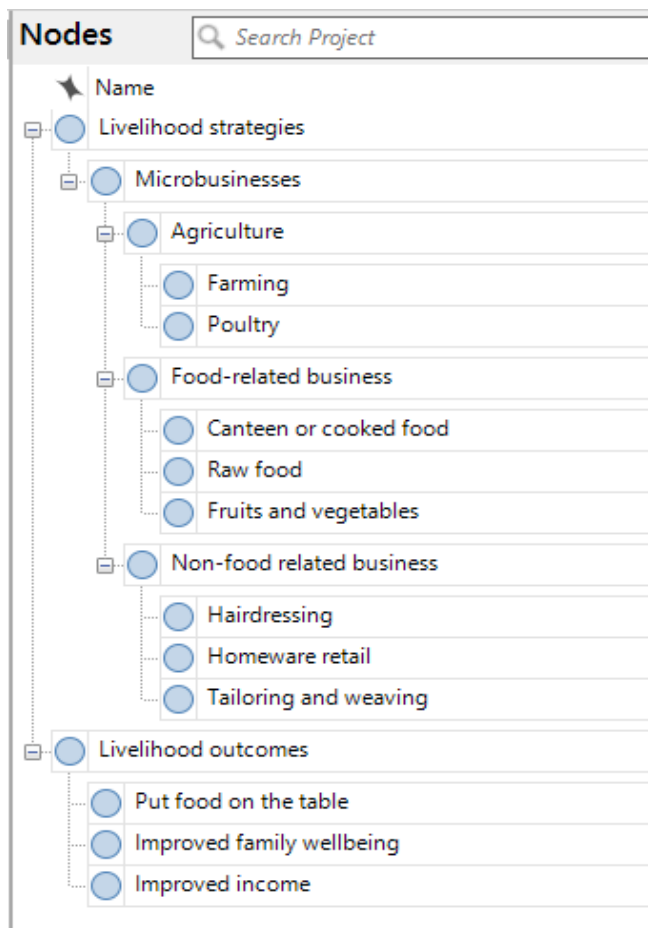 Nodes
Search Project
Name
Livelihood strategies
Microbusinesses
Agriculture
Farming
Poultry
Food-related business
Canteen or cooked food
Raw food
Fruits and vegetables
Non-food related business
Hairdressing
Homeware retail
Tailoring and weaving
Livelihood outcomes
Put food on the table
Improved family wellbeing
Improved income